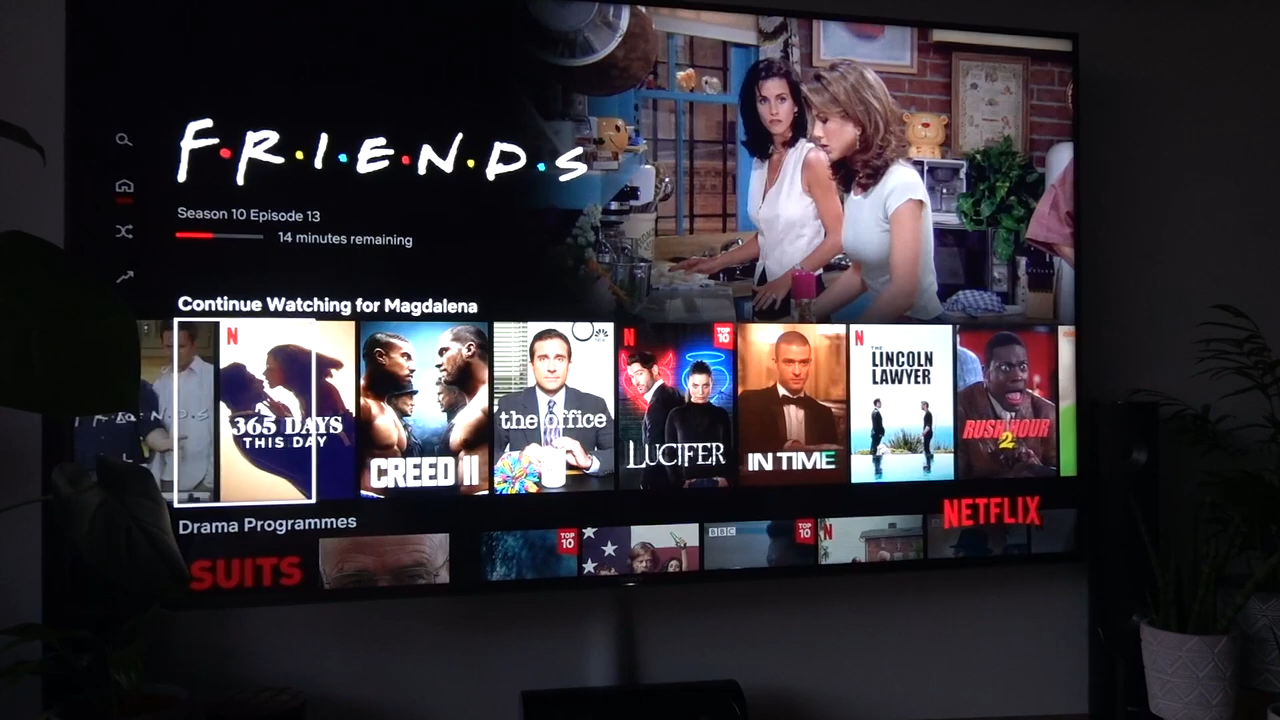 F·R·I·E·N·D·S
Season 10 Episode 13
14 minutes remaining
Continue Watching for Magdalena
F·R·I·E·N·D·S
N
365 DAYS
THIS DAY
CREED II
NBC
the office
N
TOP
10
LUCIFER
IN TIME
N
THE
LINCOLN
LAWYER
RUSH HOUR
2
Drama Programmes
NETFLIX
SUITS
TOP
10
BBC
TOP
10
N